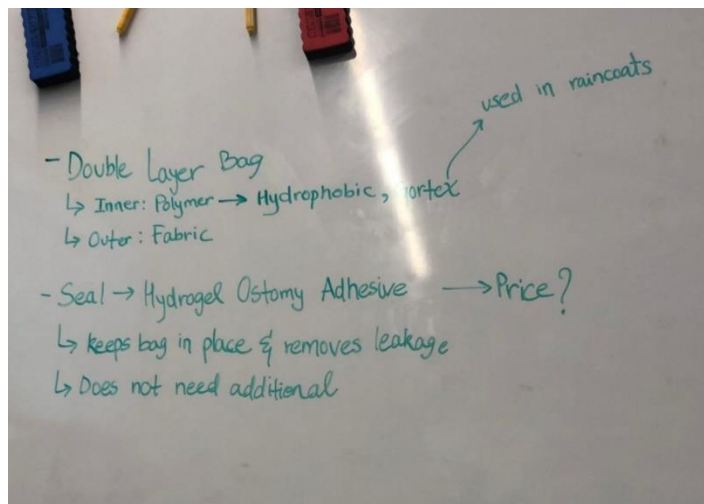 used in raincoats
- Double Layer Bag
↳ Inner: Polymer → Hydrophobic, ortex
↳ Outer: Fabric
- Seal → Hydrogel Ostomy Adhesive → Price?
↳ keeps bag in place & removes leakage
↳ Does not need additional